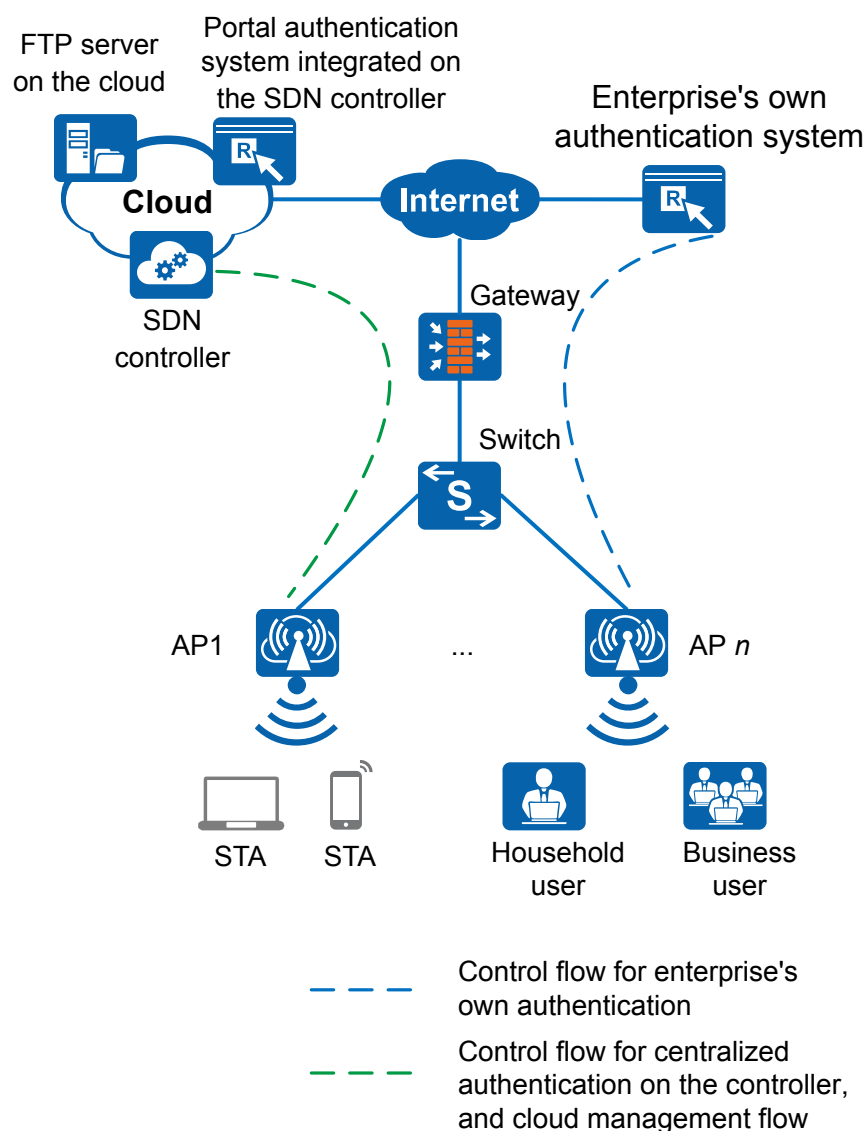 FTP server
on the cloud
Portal authentication
system integrated on
the SDN controller
Enterprise's own
authentication system
R
R
Cloud
Internet
SDN
controller
Gateway
Switch
S
AP1
...
AP n
STA
STA
Household
user
Business
user
Control flow for enterprise's
own authentication
Control flow for centralized
authentication on the controller,
and cloud management flow